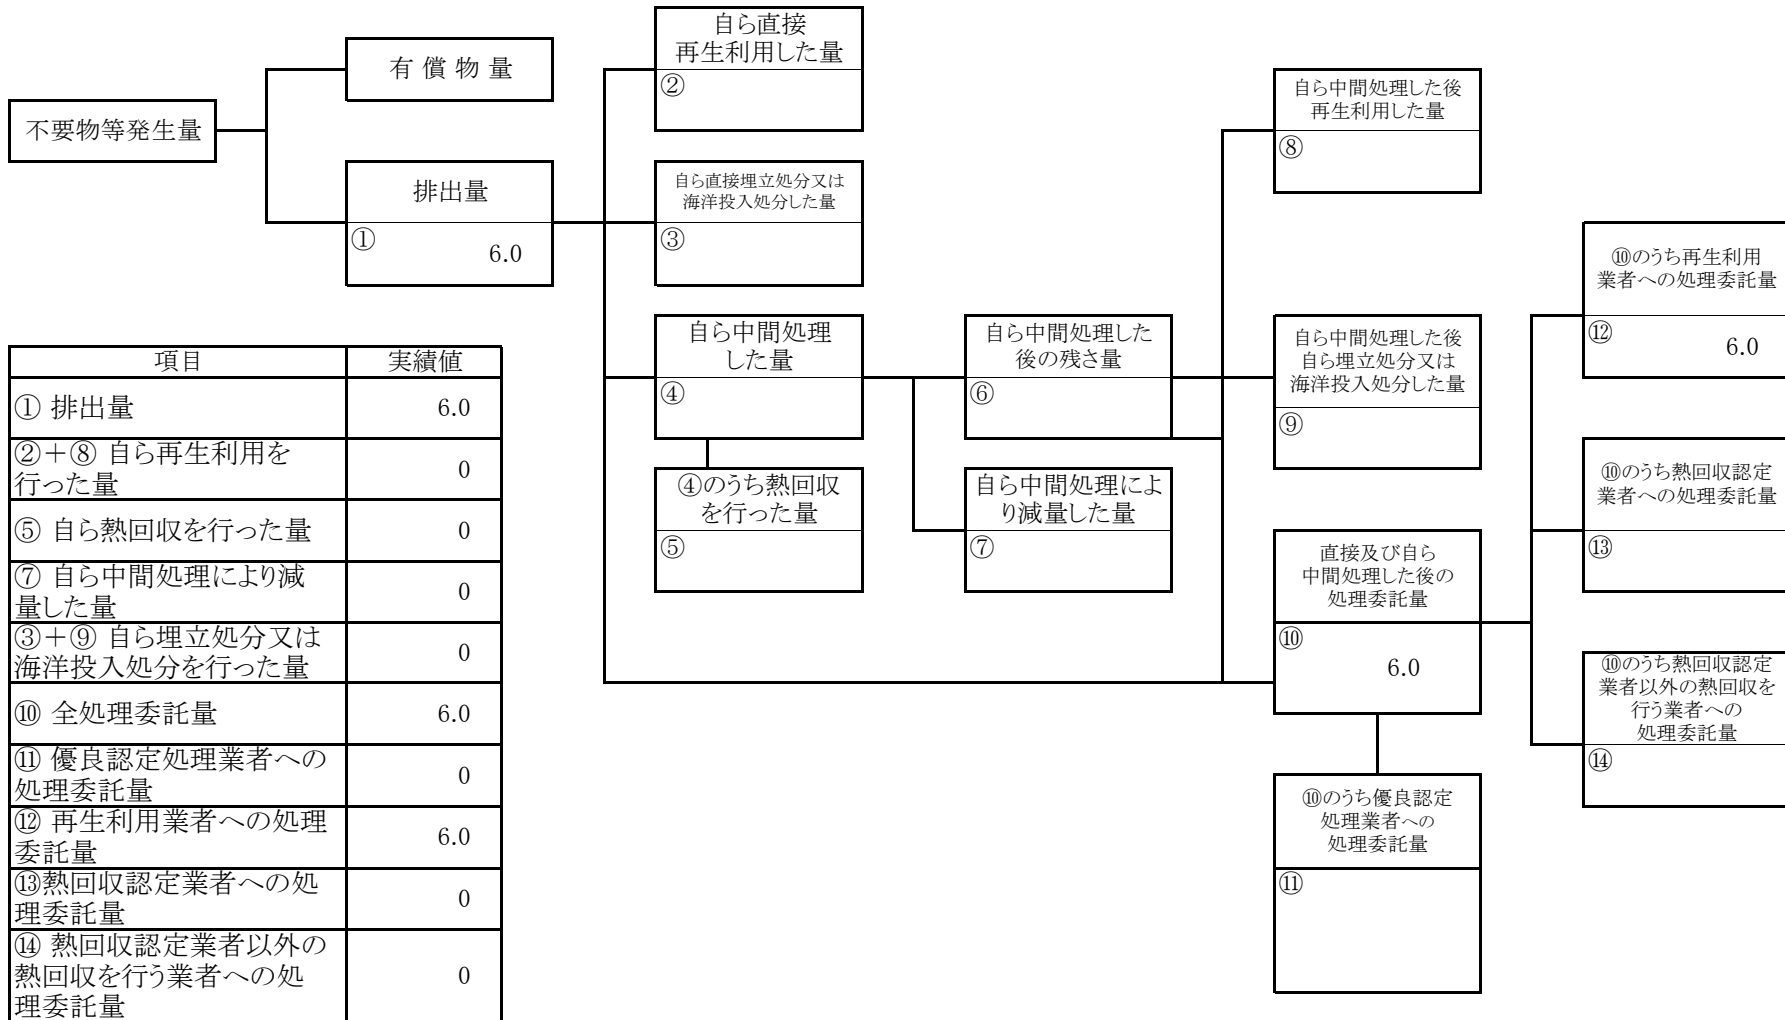 不要物等発生量
有償物量
排出量
①
6.0
自ら直接
再生利用した量
②
自ら直接埋立処分又は
海洋投入処分した量
③
自ら中間処理
した量
④
④のうち熱回収
を行った量
⑤
自ら中間処理した
後の残さ量
⑥
自ら中間処理によ
り減量した量
⑦
自ら中間処理した後
再生利用した量
⑧
自ら中間処理した後
自ら埋立処分又は
海洋投入処分した量
⑨
直接及び自ら
中間処理した後の
処理委託量
⑩
6.0
⑩のうち優良認定
処理業者への
処理委託量
⑪
⑩のうち再生利用
業者への処理委託量
⑫
6.0
⑩のうち熱回収認定
業者への処理委託量
⑬
⑩のうち熱回収認定
業者以外の熱回収を
行う業者への
処理委託量
⑭
項目 実績値
① 排出量 6.0
②＋⑧ 自ら再生利用を
行った量 0
⑤ 自ら熱回収を行った量 0
⑦ 自ら中間処理により減
量した量 0
③＋⑨ 自ら埋立処分又は
海洋投入処分を行った量 0
⑩ 全処理委託量 6.0
⑪ 優良認定処理業者への
処理委託量 0
⑫ 再生利用業者への処理
委託量 6.0
⑬熱回収認定業者への処
理委託量 0
⑭ 熱回収認定業者以外の
熱回収を行う業者への処
理委託量 0